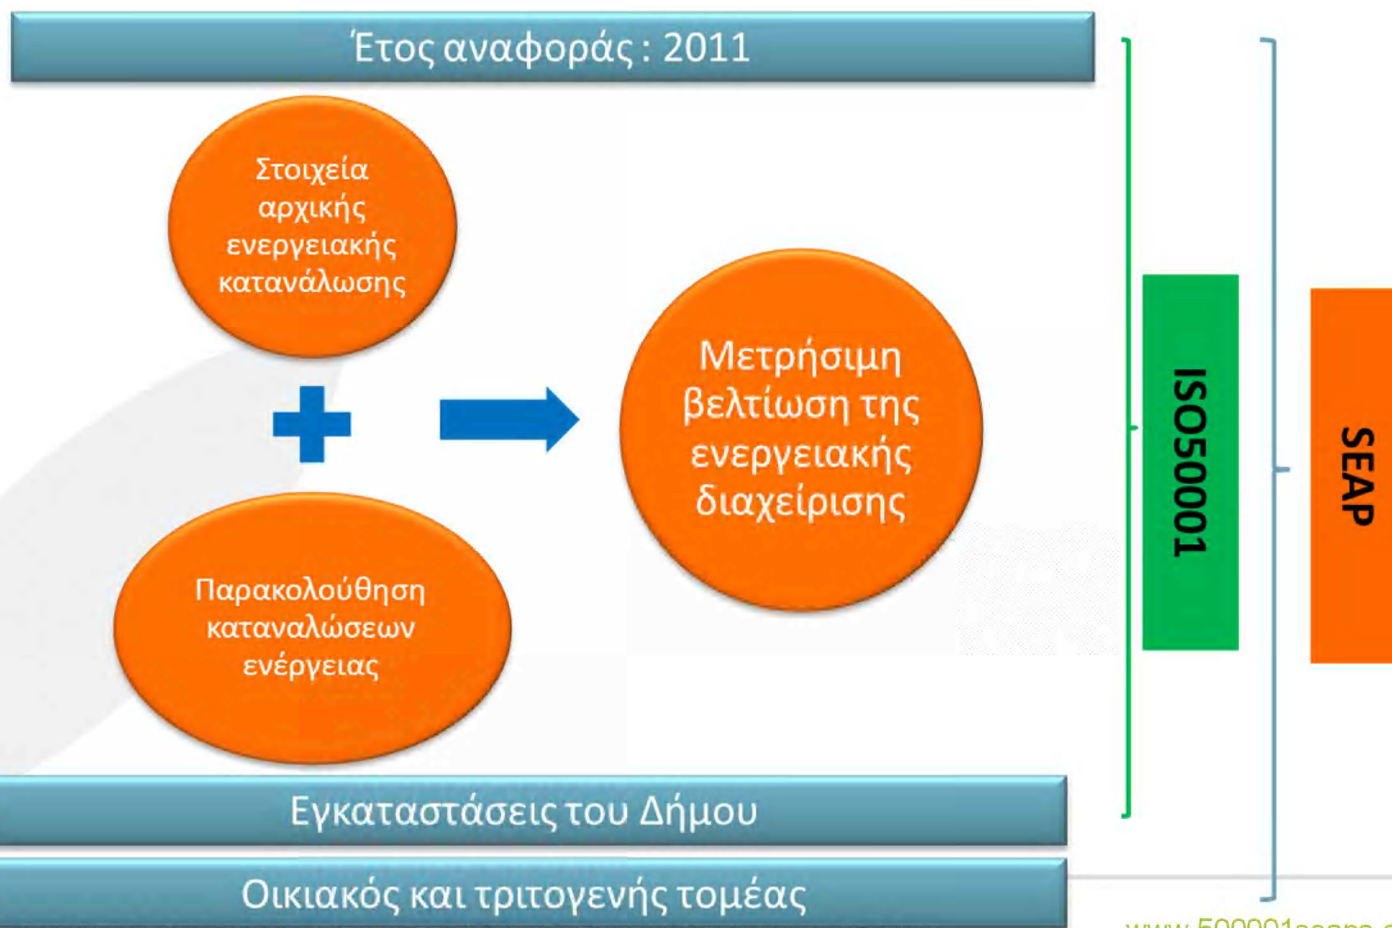 Έτος αναφοράς : 2011
Στοιχεία
αρχικής
ενεργειακής
κατανάλωσης
Παρακολούθηση
καταναλώσεων
ενέργειας
Μετρήσιμη
βελτίωση της
ενεργειακής
διαχείρισης
ISO50001
SEAP
Εγκαταστάσεις του Δήμου
Οικιακός και τριτογενής τομέας